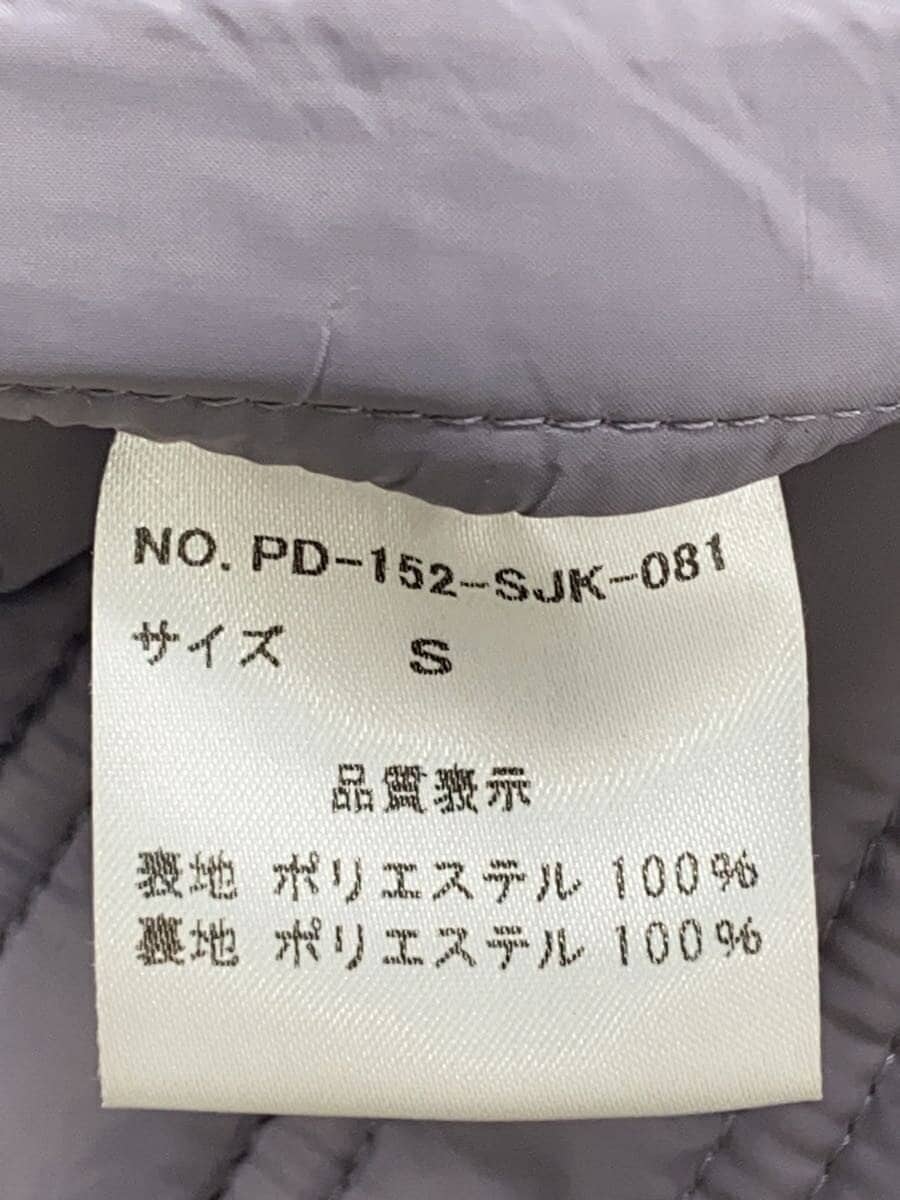 NO. PD-152-SJK-081
サイズ S
品質表示
表地 ポリエステル 100%
裏地 ポリエステル 100%